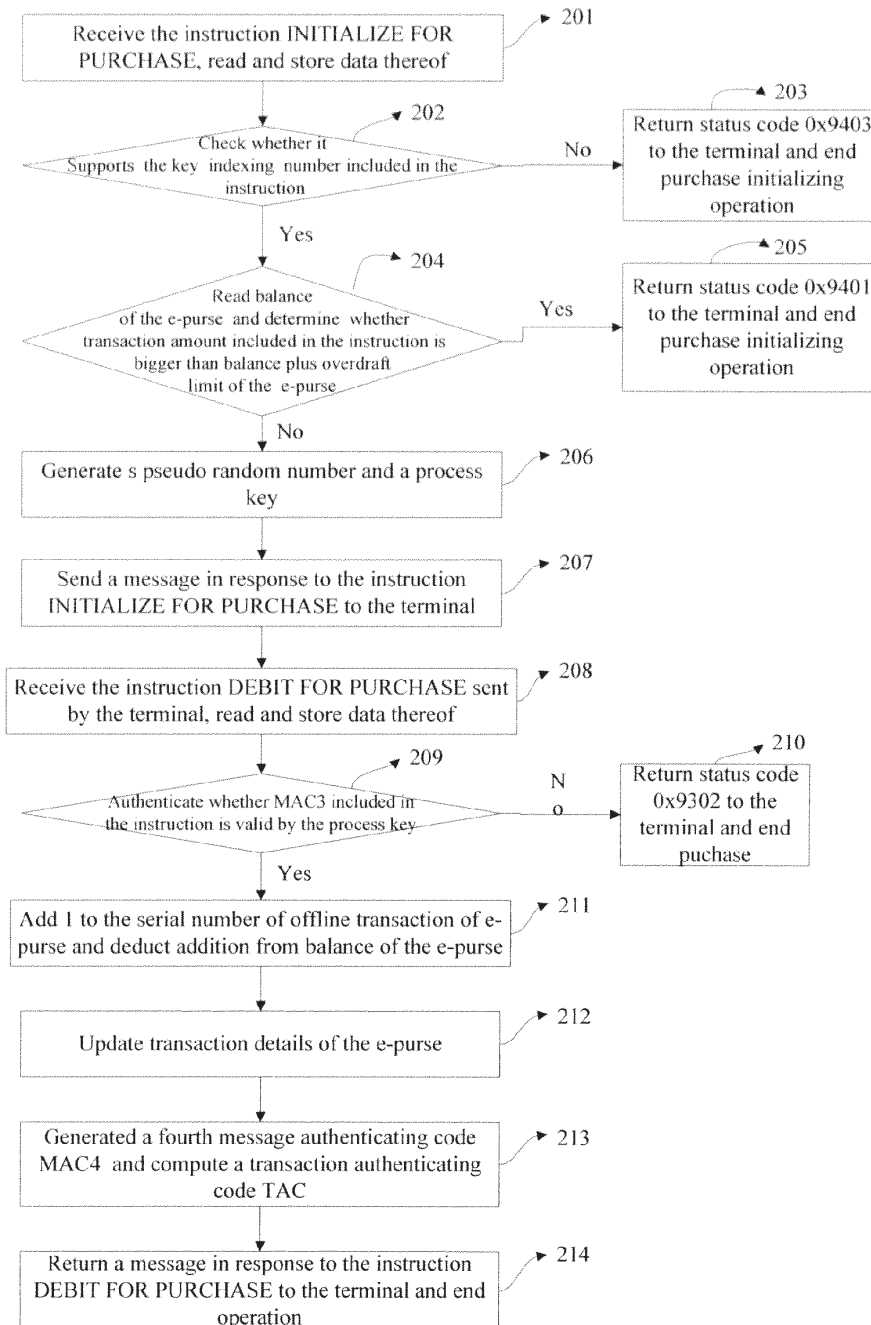 201
Receive the instruction INITIALIZE FOR
PURCHASE, read and store data thereof
202
Check whether it
Supports the key indexing number included in the
instruction
No
203
Return status code 0x9403
to the terminal and end
purchase initializing
operation
Yes
204
Read balance
of the e-purse and determine whether
transaction amount included in the instruction is
bigger than balance plus overdraft
limit of the e-purse
Yes
205
Return status code 0x9401
to the terminal and end
purchase initializing
operation
No
Generate s pseudo random number and a process
key
206
Send a message in response to the instruction
INITIALIZE FOR PURCHASE to the terminal
207
Receive the instruction DEBIT FOR PURCHASE sent
by the terminal, read and store data thereof
208
209
Authenticate whether MAC3 included in
the instruction is valid by the process key
N
o
210
Return status code
0x9302 to the
terminal and end
puchase
Yes
Add 1 to the serial number of offline transaction of e-
purse and deduct addition from balance of the e-purse
211
Update transaction details of the e-purse
212
Generated a fourth message authenticating code
MAC4 and compute a transaction authenticating
code TAC
213
Return a message in response to the instruction
DEBIT FOR PURCHASE to the terminal and end
operation
214